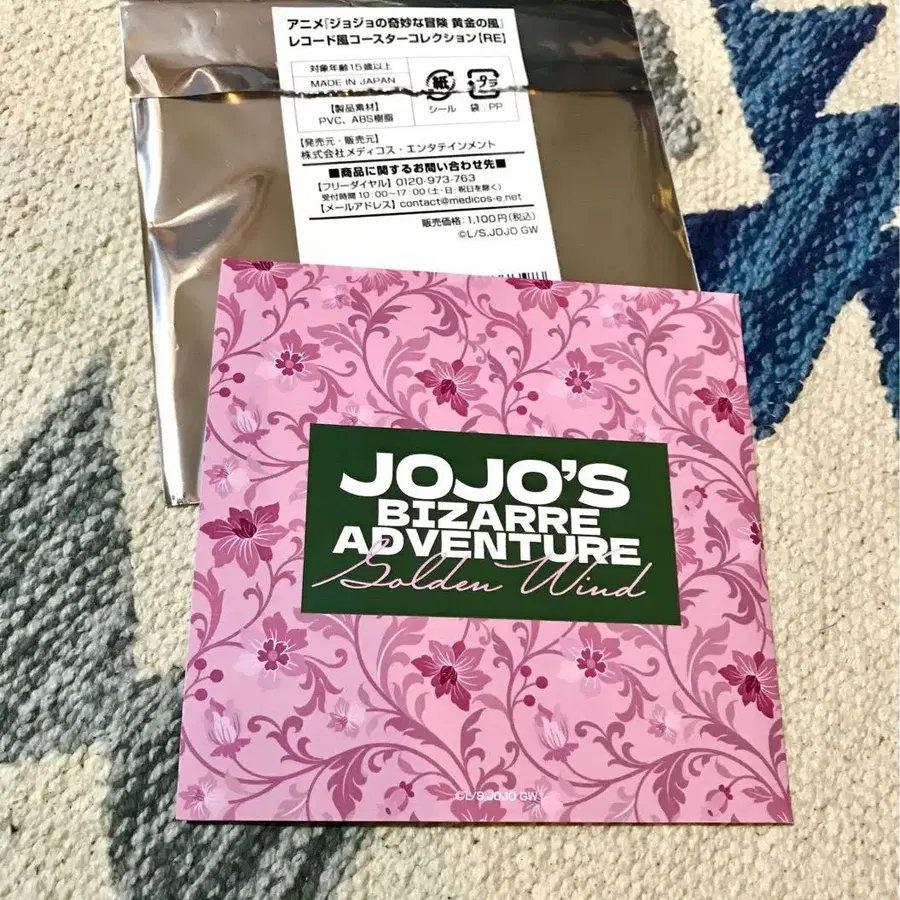 アニメ『ジョジョの奇妙な冒険 黄金の風』
レコード風コースターコレクション【RE】
対象年齢15歳以上
MADE IN JAPAN
【製品素材】
PVC、ABS樹脂
紙
シール
プラ
袋:PP
【発売元・販売元】
株式会社メディコス・エンタテインメント
■商品に関するお問い合わせ先■
【フリーダイヤル】0120-973-763
受付時間 10:00~17:00(土・日・祝日を除く)
【メールアドレス】contact@medicos-e.net
販売価格:1,100円(税込)
©L/S,JOJO GW
JOJO'S
BIZARRE
ADVENTURE
Golden Wind
©L/S,JOJO GW